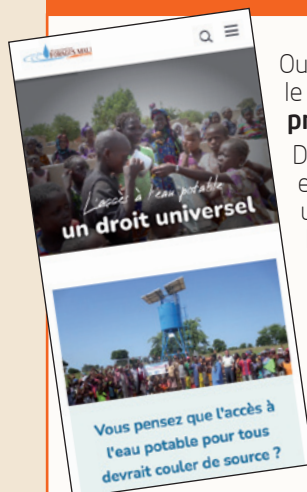 L'accès à l'eau potable
un droit universel
Vous pensez que l'accès à
l'eau potable pour tous
devrait couler de source ?
Ou
le
pr
D
e
u